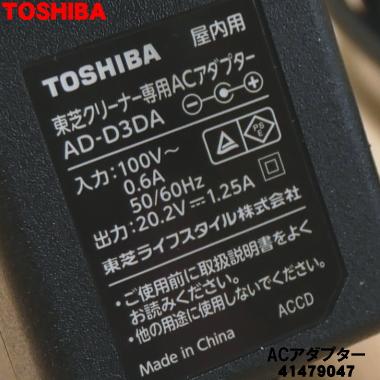 TOSHIBA
TOSHIBA 屋内用
東芝クリーナー専用ACアダプター
AD-D3DA
入力:100V～
0.6A
50/60Hz
出力:20.2V⎓1.25A
東芝ライフスタイル株式会社
・ご使用前に取扱説明書をよく
お読みください。
・他の用途に使用しないでください。
Made in China ACCD
ACアダプター
41479047